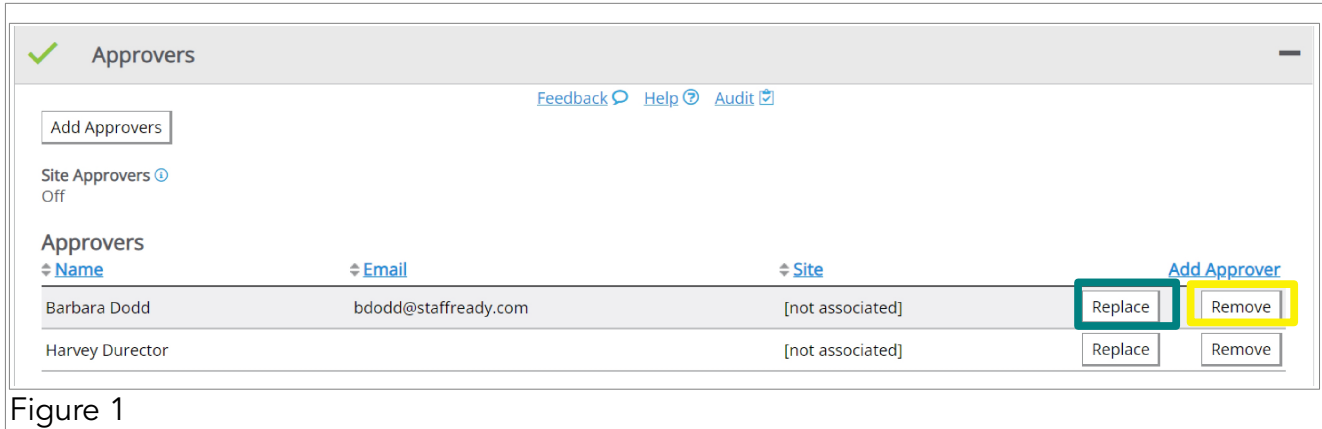 Approvers
Feedback Help Audit
Add Approvers
Site Approvers
Off
Approvers
Name Email Site Add Approver
Barbara Dodd bdodd@staffready.com [not associated] Replace Remove
Harvey Durector [not associated] Replace Remove
Figure 1